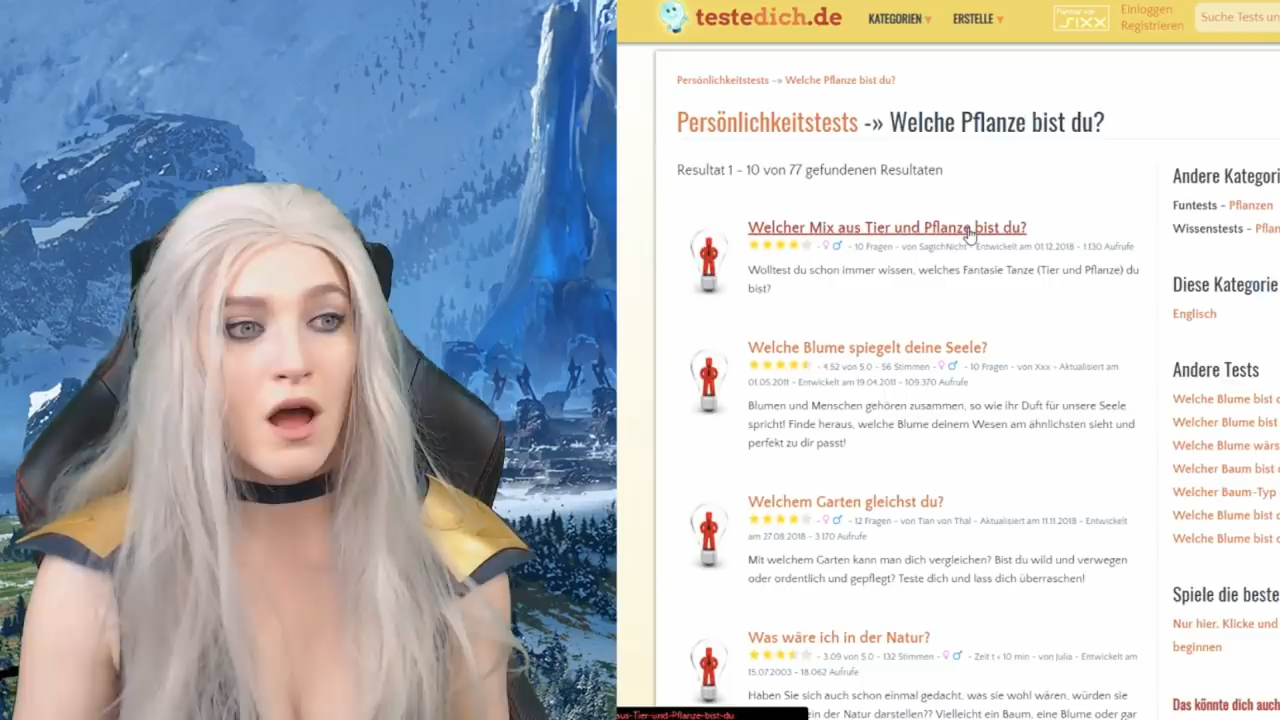 testedich.de
KATEGORIEN ▼ ERSTELLE ▼
Partner von
SIXX
Einloggen
Registrieren
Suche Tests un
Persönlichkeitstests -» Welche Pflanze bist du?
Persönlichkeitstests -» Welche Pflanze bist du?
Resultat 1 - 10 von 77 gefundenen Resultaten
Welcher Mix aus Tier und Pflanze bist du?
- 10 Fragen - von SagichNicht - Entwickelt am 01.12.2018 - 1.130 Aufrufe
Wolltest du schon immer wissen, welches Fantasie Tanze (Tier und Pflanze) du
bist?
Welche Blume spiegelt deine Seele?
- 4.52 von 5.0 - 56 Stimmen - ♀ ♂ - 10 Fragen - von Xxx - Aktualisiert am
01.05.2011 - Entwickelt am 19.04.2011 - 109.370 Aufrufe
Blumen und Menschen gehören zusammen, so wie ihr Duft für unsere Seele
spricht! Finde heraus, welche Blume deinem Wesen am ähnlichsten sieht und
perfekt zu dir passt!
Welchem Garten gleichst du?
- ♀ ♂ - 12 Fragen - von Tian von Thal - Aktualisiert am 11.11.2018 - Entwickelt
am 27.08.2018 - 3.170 Aufrufe
Mit welchem Garten kann man dich vergleichen? Bist du wild und verwegen
oder ordentlich und gepflegt? Teste dich und lass dich überraschen!
Was wäre ich in der Natur?
- 3.09 von 5.0 - 132 Stimmen - ♀ ♂ - Zeit t < 10 min - von Julia - Entwickelt am
15.07.2003 - 18.062 Aufrufe
Haben Sie sich auch schon einmal gedacht, was sie wohl wären, würden sie
ein in der Natur darstellen?? Vielleicht ein Baum, eine Blume oder gar
aus-Tier-und-Pflanze-bist-du
Andere Kategori
Funtests - Pflanzen
Wissenstests - Pflan
Diese Kategorie
Englisch
Andere Tests
Welche Blume bist d
Welcher Blume bist
Welche Blume wärs
Welcher Baum bist d
Welcher Baum-Typ
Welche Blume bist d
Welche Blume bist d
Spiele die beste
Nur hier. Klicke und
beginnen
Das könnte dich auch